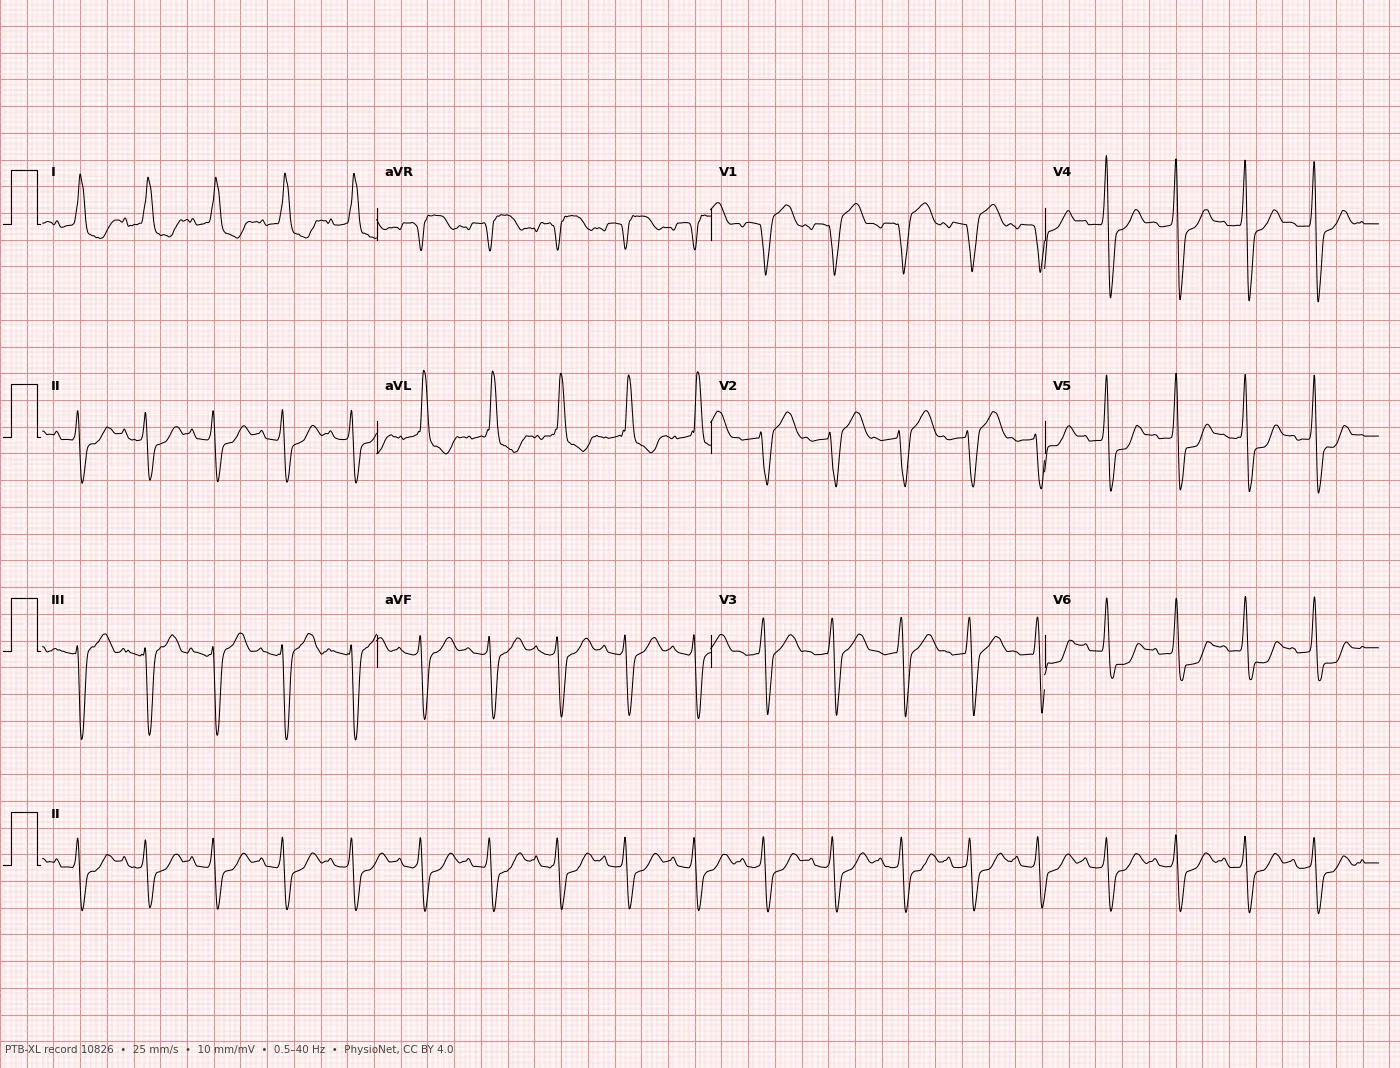 I aVR V1 V4
II aVL V2 V5
III aVF V3 V6
II
PTB-XL record 10826 • 25 mm/s • 10 mm/mV • 0.5–40 Hz • PhysioNet, CC BY 4.0